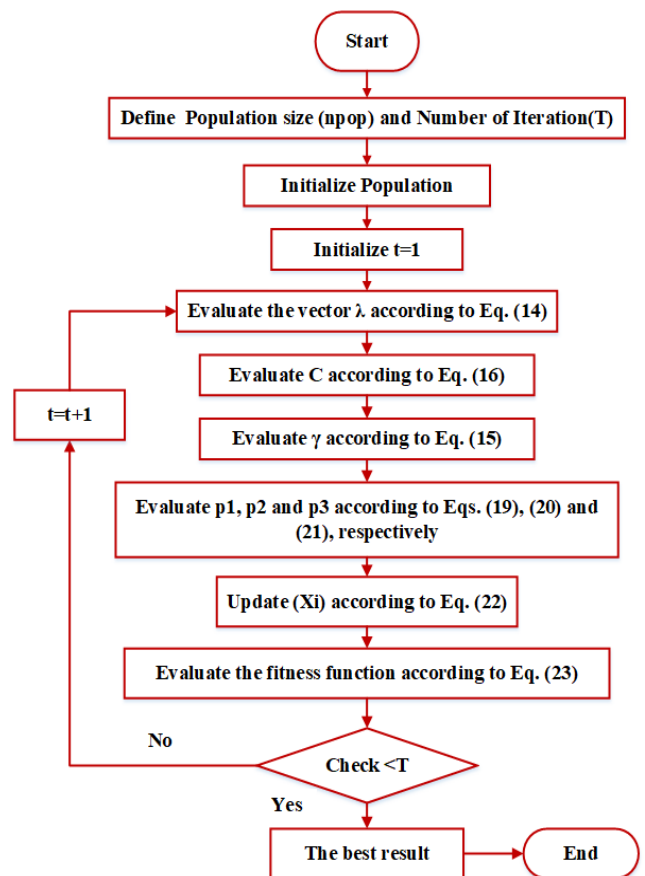 Start
Define Population size (npop) and Number of Iteration(T)
Initialize Population
Initialize t=1
Evaluate the vector λ according to Eq. (14)
Evaluate C according to Eq. (16)
t=t+1
Evaluate γ according to Eq. (15)
Evaluate p1, p2 and p3 according to Eqs. (19), (20) and
(21), respectively
Update (Xi) according to Eq. (22)
Evaluate the fitness function according to Eq. (23)
No
Check <T
Yes
The best result
End